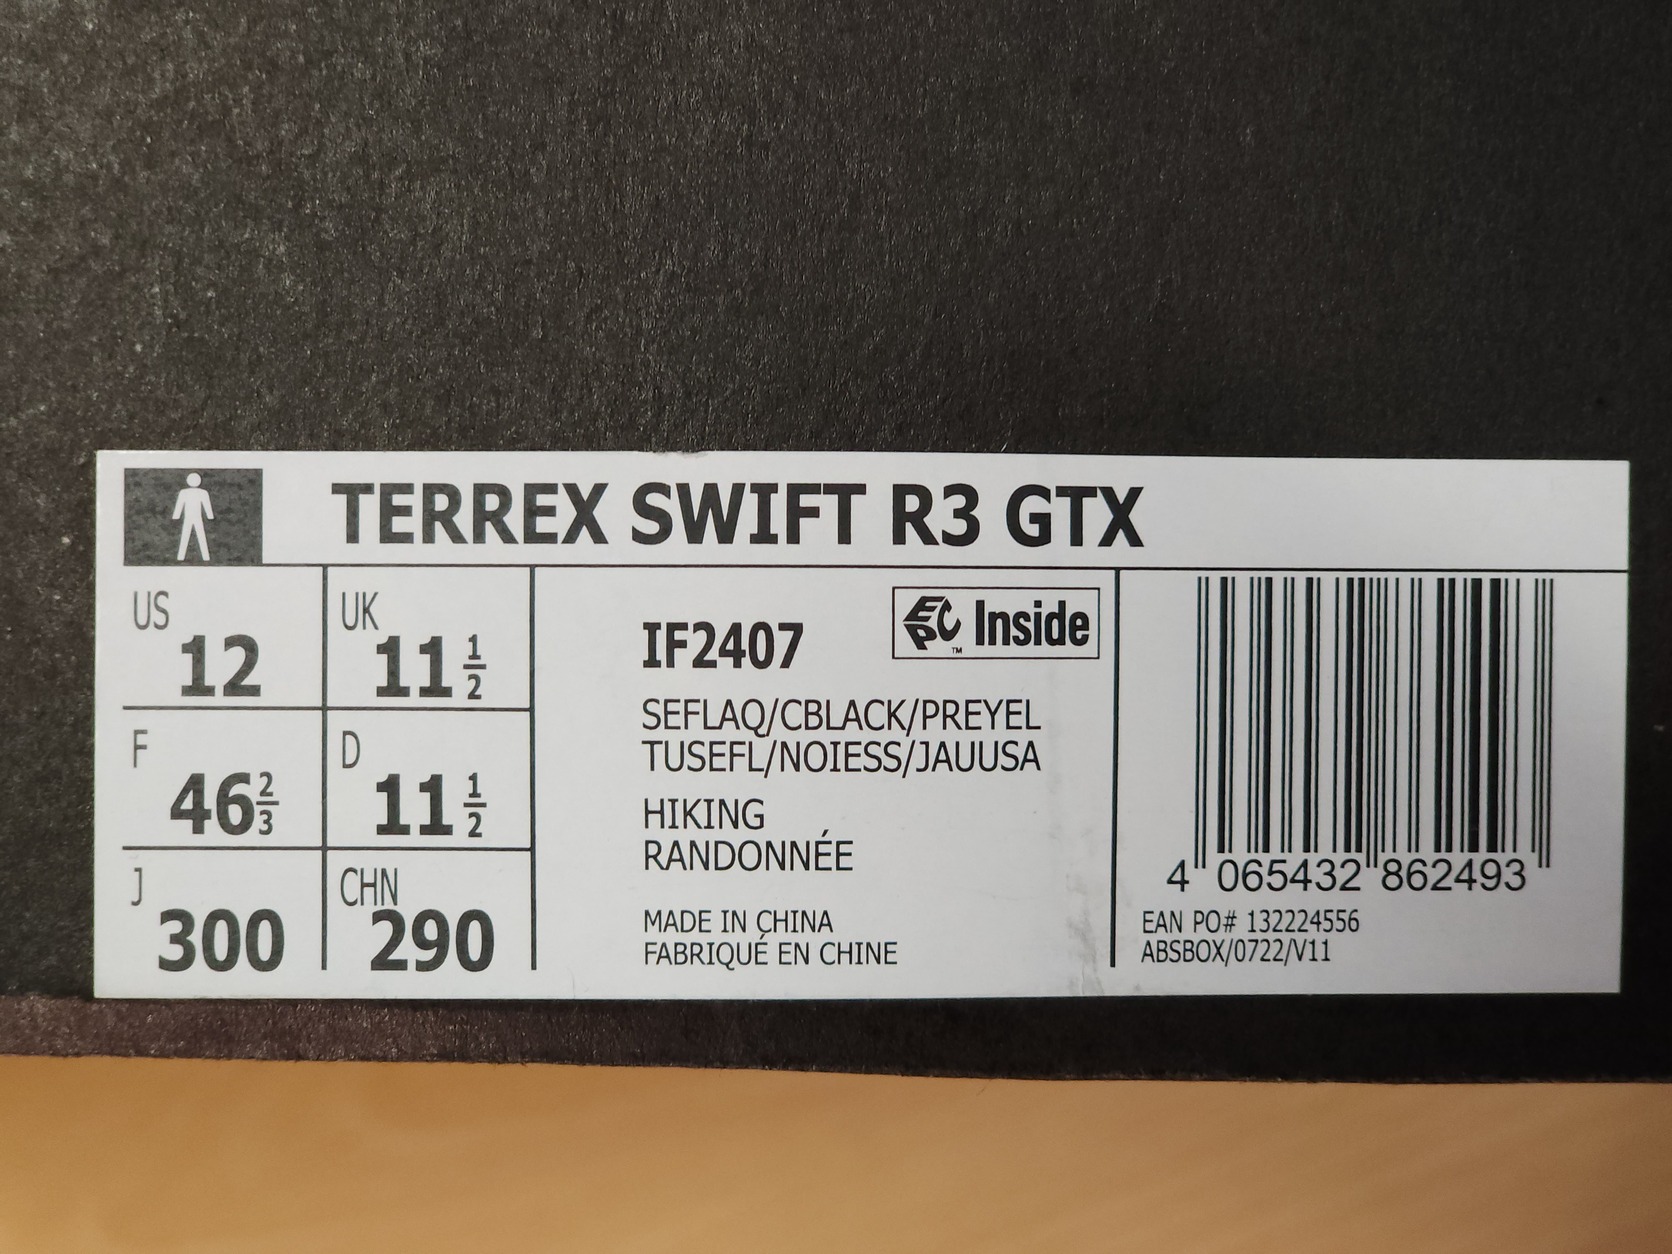 TERREX SWIFT R3 GTX
US 12
UK 11 1/2
F 46 2/3
D 11 1/2
J 300
CHN 290
IF2407
EPC Inside
™
SEFLAQ/CBLACK/PREYEL
TUSEFL/NOIESS/JAUUSA
HIKING
RANDONNÉE
MADE IN CHINA
FABRIQUÉ EN CHINE
4 065432 862493
EAN PO# 132224556
ABSBOX/0722/V11